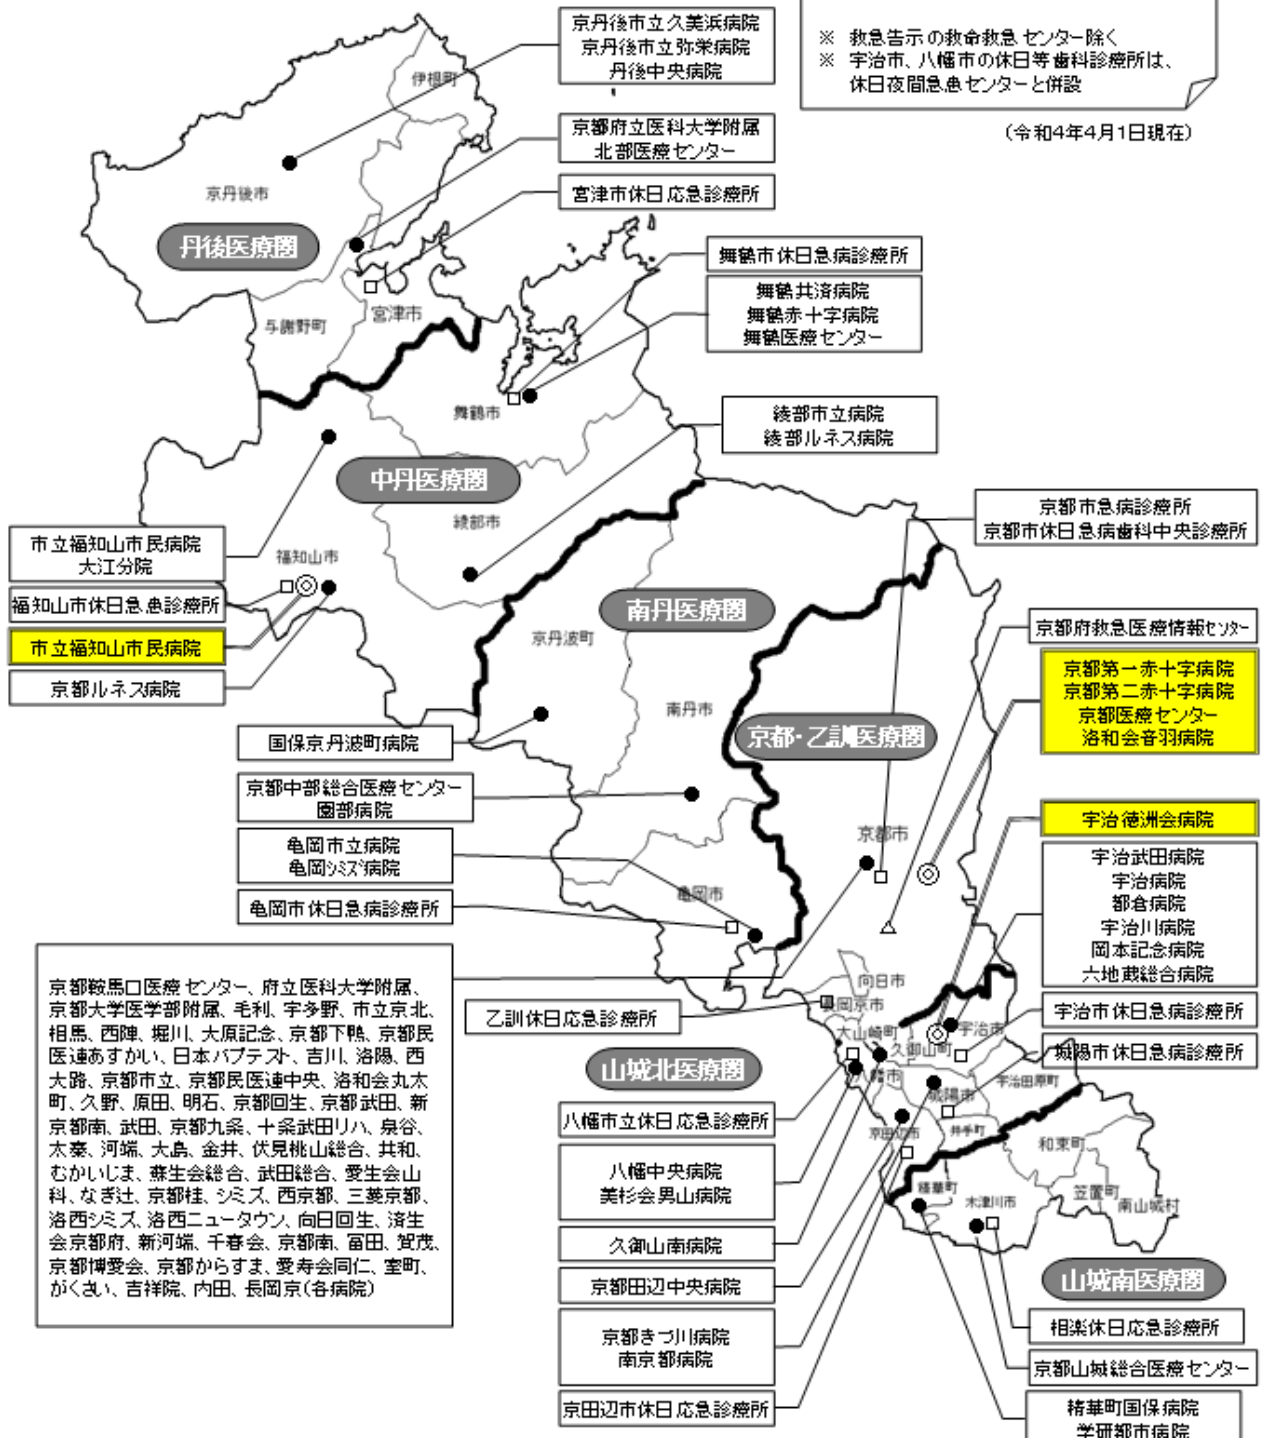 京丹後市立久美浜病院
京丹後市立弥栄病院
丹後中央病院
※ 救急告示の救命救急センター除く
※ 宇治市、八幡市の休日等歯科診療所は、
休日夜間急患センターと併設
(令和4年4月1日現在)
伊根町
京都府立医科大学附属
北部医療センター
京丹後市
宮津市休日応急診療所
丹後医療圏
舞鶴市休日急病診療所
舞鶴共済病院
舞鶴赤十字病院
舞鶴医療センター
与謝野町
宮津市
舞鶴市
綾部市立病院
綾部ルネス病院
中丹医療圏
京都市急病診療所
京都市休日急病歯科中央診療所
綾部市
市立福知山市民病院
大江分院
福知山市
福知山市休日急患診療所
市立福知山市民病院
京都ルネス病院
南丹医療圏
京丹波町
京都府救急医療情報センター
京都第一赤十字病院
京都第二赤十字病院
京都医療センター
洛和会音羽病院
南丹市
京都・乙訓医療圏
国保京丹波町病院
京都中部総合医療センター
園部病院
宇治徳洲会病院
京都市
亀岡市立病院
亀岡シミズ病院
亀岡市
亀岡市休日急病診療所
宇治武田病院
宇治病院
都倉病院
宇治川病院
岡本記念病院
六地蔵総合病院
京都鞍馬口医療センター、府立医科大学附属、
京都大学医学部附属、毛利、宇多野、市立京北、
相馬、西陣、堀川、大原記念、京都下鴨、京都民
医連あすかい、日本バプテスト、吉川、洛陽、西
大路、京都市立、京都民医連中央、洛和会丸太
町、久野、原田、明石、京都回生、京都武田、新
京都南、武田、京都九条、十条武田リハ、泉谷、
太秦、河端、大島、金井、伏見桃山総合、共和、
むかいじま、蘇生会総合、武田総合、愛生会山
科、なぎ辻、京都桂、シミズ、西京都、三菱京都、
洛西シミズ、洛西ニュータウン、向日回生、済生
会京都府、新河端、千春会、京都南、冨田、賀茂、
京都博愛会、京都からすま、愛寿会同仁、室町、
がくさい、吉祥院、内田、長岡京(各病院)
向日市
長岡京市
乙訓休日応急診療所
大山崎町
久御山町
宇治市
宇治市休日急病診療所
城陽市休日急病診療所
山城北医療圏
八幡市
城陽市
宇治田原町
八幡市立休日応急診療所
京田辺市
井手町
和束町
八幡中央病院
美杉会男山病院
精華町
木津川市
笠置町
南山城村
久御山南病院
京都田辺中央病院
山城南医療圏
京都きづ川病院
南京都病院
相楽休日応急診療所
京都山城総合医療センター
京田辺市休日応急診療所
精華町国保病院
学研都市病院